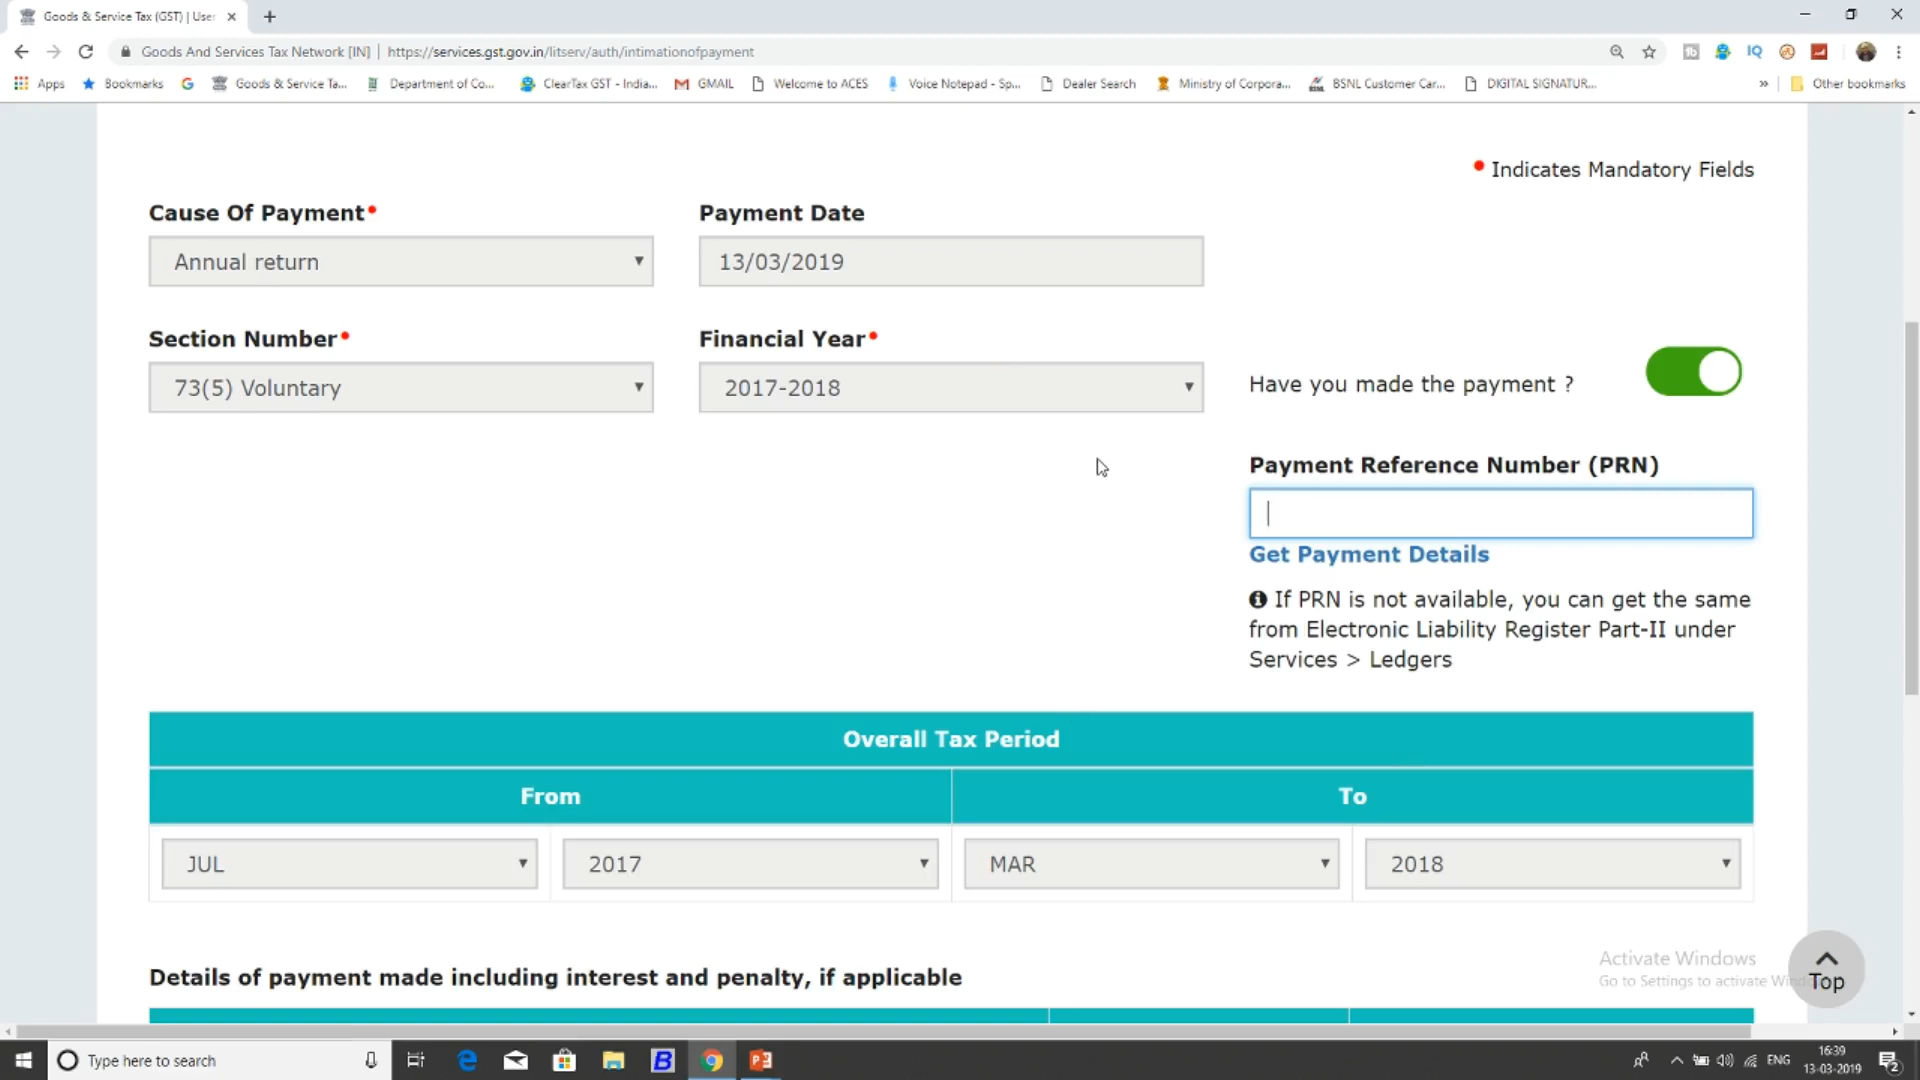 Goods & Service Tax (GST) | User
Goods And Services Tax Network [IN] | https://services.gst.gov.in/litserv/auth/intimationofpayment
Apps Bookmarks Goods & Service Ta... Department of Co... ClearTax GST - India... GMAIL Welcome to ACES Voice Notepad - Sp... Dealer Search Ministry of Corpora... BSNL Customer Car... DIGITAL SIGNATUR... » Other bookmarks
• Indicates Mandatory Fields
Cause Of Payment• Payment Date
Annual return 13/03/2019
Section Number• Financial Year•
73(5) Voluntary 2017-2018 Have you made the payment ?
Payment Reference Number (PRN)
Get Payment Details
If PRN is not available, you can get the same
from Electronic Liability Register Part-II under
Services > Ledgers
Overall Tax Period
From To
JUL 2017 MAR 2018
Details of payment made including interest and penalty, if applicable
Activate Windows
Go to Settings to activate
Top
Type here to search
ENG 16:39
13-03-2019
2